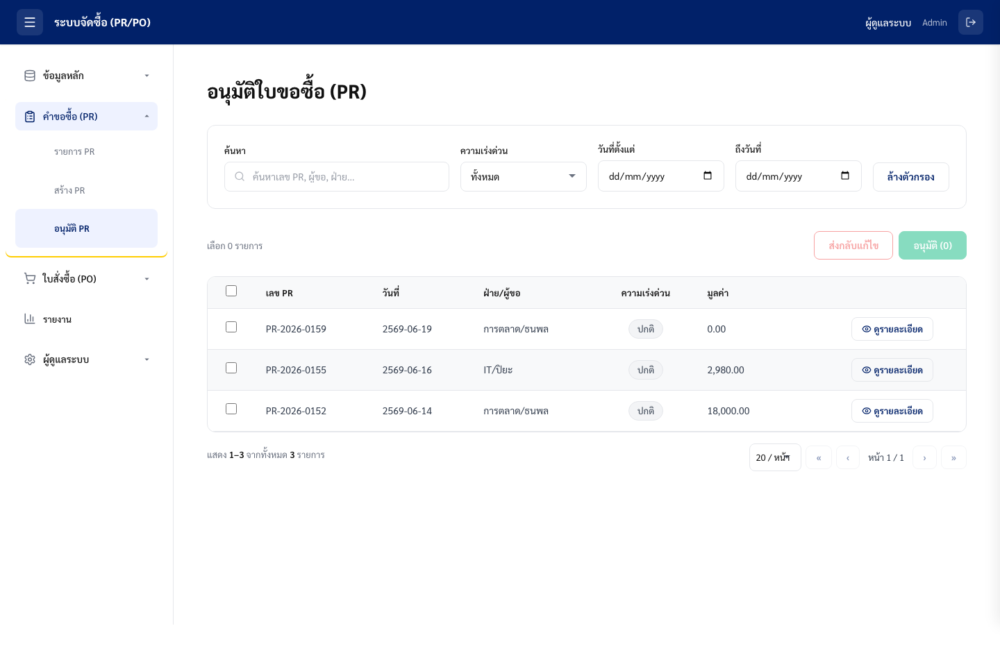 ระบบจัดซื้อ (PR/PO)
ผู้ดูแลระบบ Admin
ข้อมูลหลัก
คำขอซื้อ (PR)
รายการ PR
สร้าง PR
อนุมัติ PR
ใบสั่งซื้อ (PO)
รายงาน
ผู้ดูแลระบบ
อนุมัติใบขอซื้อ (PR)
ค้นหา ความเร่งด่วน วันที่ตั้งแต่ ถึงวันที่
ค้นหาเลข PR, ผู้ขอ, ฝ่าย... ทั้งหมด dd/mm/yyyy dd/mm/yyyy ล้างตัวกรอง
เลือก 0 รายการ ส่งกลับแก้ไข อนุมัติ (0)
เลข PR วันที่ ฝ่าย/ผู้ขอ ความเร่งด่วน มูลค่า
PR-2026-0159 2569-06-19 การตลาด/ธนพล ปกติ 0.00 ดูรายละเอียด
PR-2026-0155 2569-06-16 IT/ปิยะ ปกติ 2,980.00 ดูรายละเอียด
PR-2026-0152 2569-06-14 การตลาด/ธนพล ปกติ 18,000.00 ดูรายละเอียด
แสดง 1–3 จากทั้งหมด 3 รายการ 20 / หน้า « ‹ หน้า 1 / 1 › »